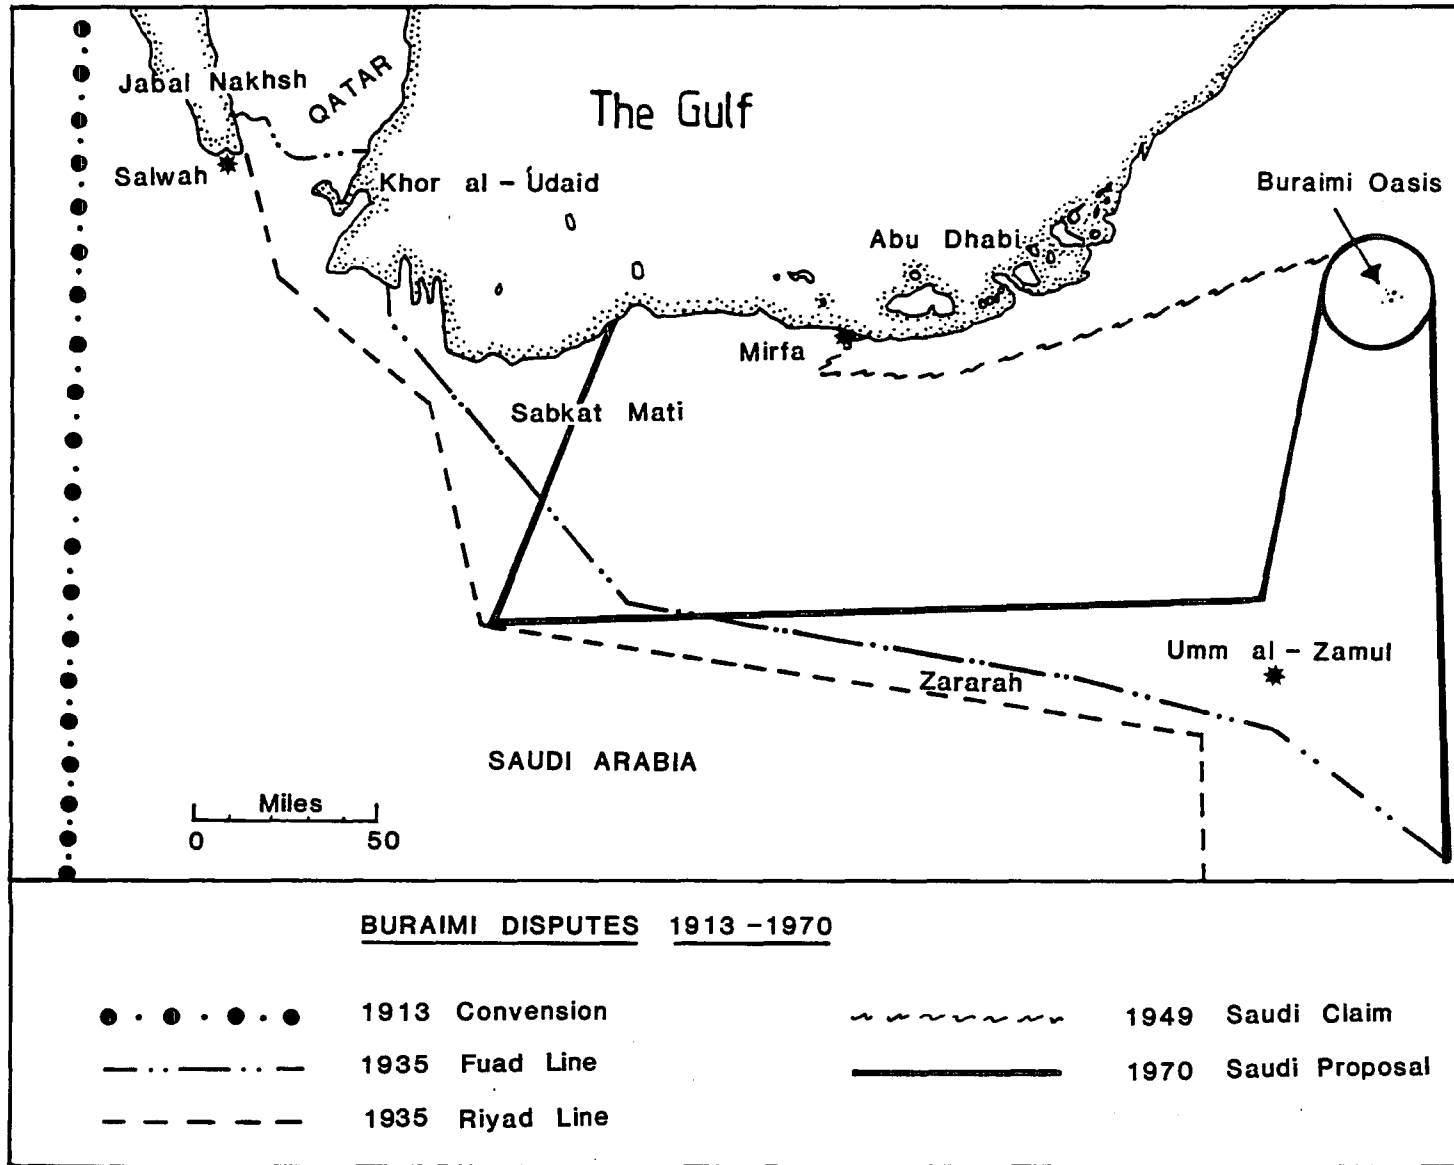 Jabal Nakhsh
QATAR
The Gulf
Salwah
Khor al-Udaid
Buraimi Oasis
Abu Dhabi
Mirfa
Sabkat Mati
Umm al-Zamul
Zararah
SAUDI ARABIA
Miles
0 50
BURAIMI DISPUTES 1913-1970
1913 Convension
1935 Fuad Line
1935 Riyad Line
1949 Saudi Claim
1970 Saudi Proposal